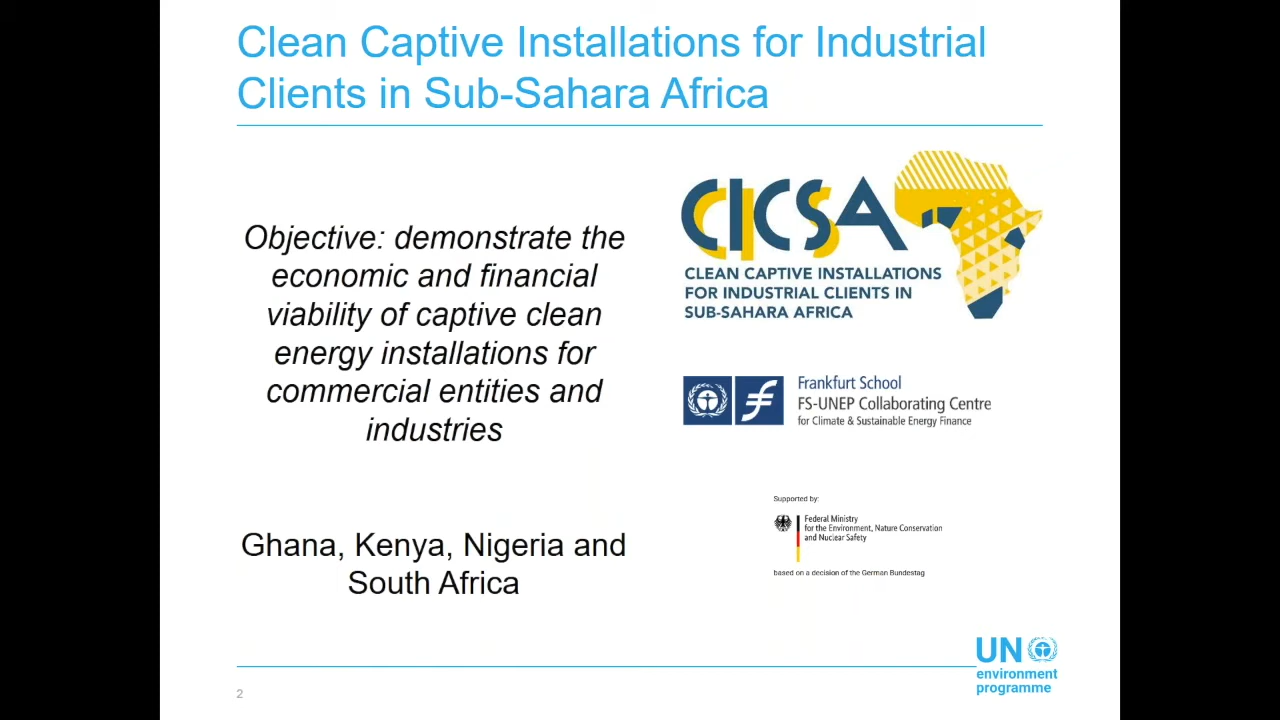 Clean Captive Installations for Industrial
Clients in Sub-Sahara Africa
Objective: demonstrate the
economic and financial
viability of captive clean
energy installations for
commercial entities and
industries
Ghana, Kenya, Nigeria and
South Africa
CICSA
CLEAN CAPTIVE INSTALLATIONS
FOR INDUSTRIAL CLIENTS IN
SUB-SAHARA AFRICA
Frankfurt School
FS-UNEP Collaborating Centre
for Climate & Sustainable Energy Finance
Supported by:
Federal Ministry
for the Environment, Nature Conservation
and Nuclear Safety
based on a decision of the German Bundestag
UN
environment
programme
2